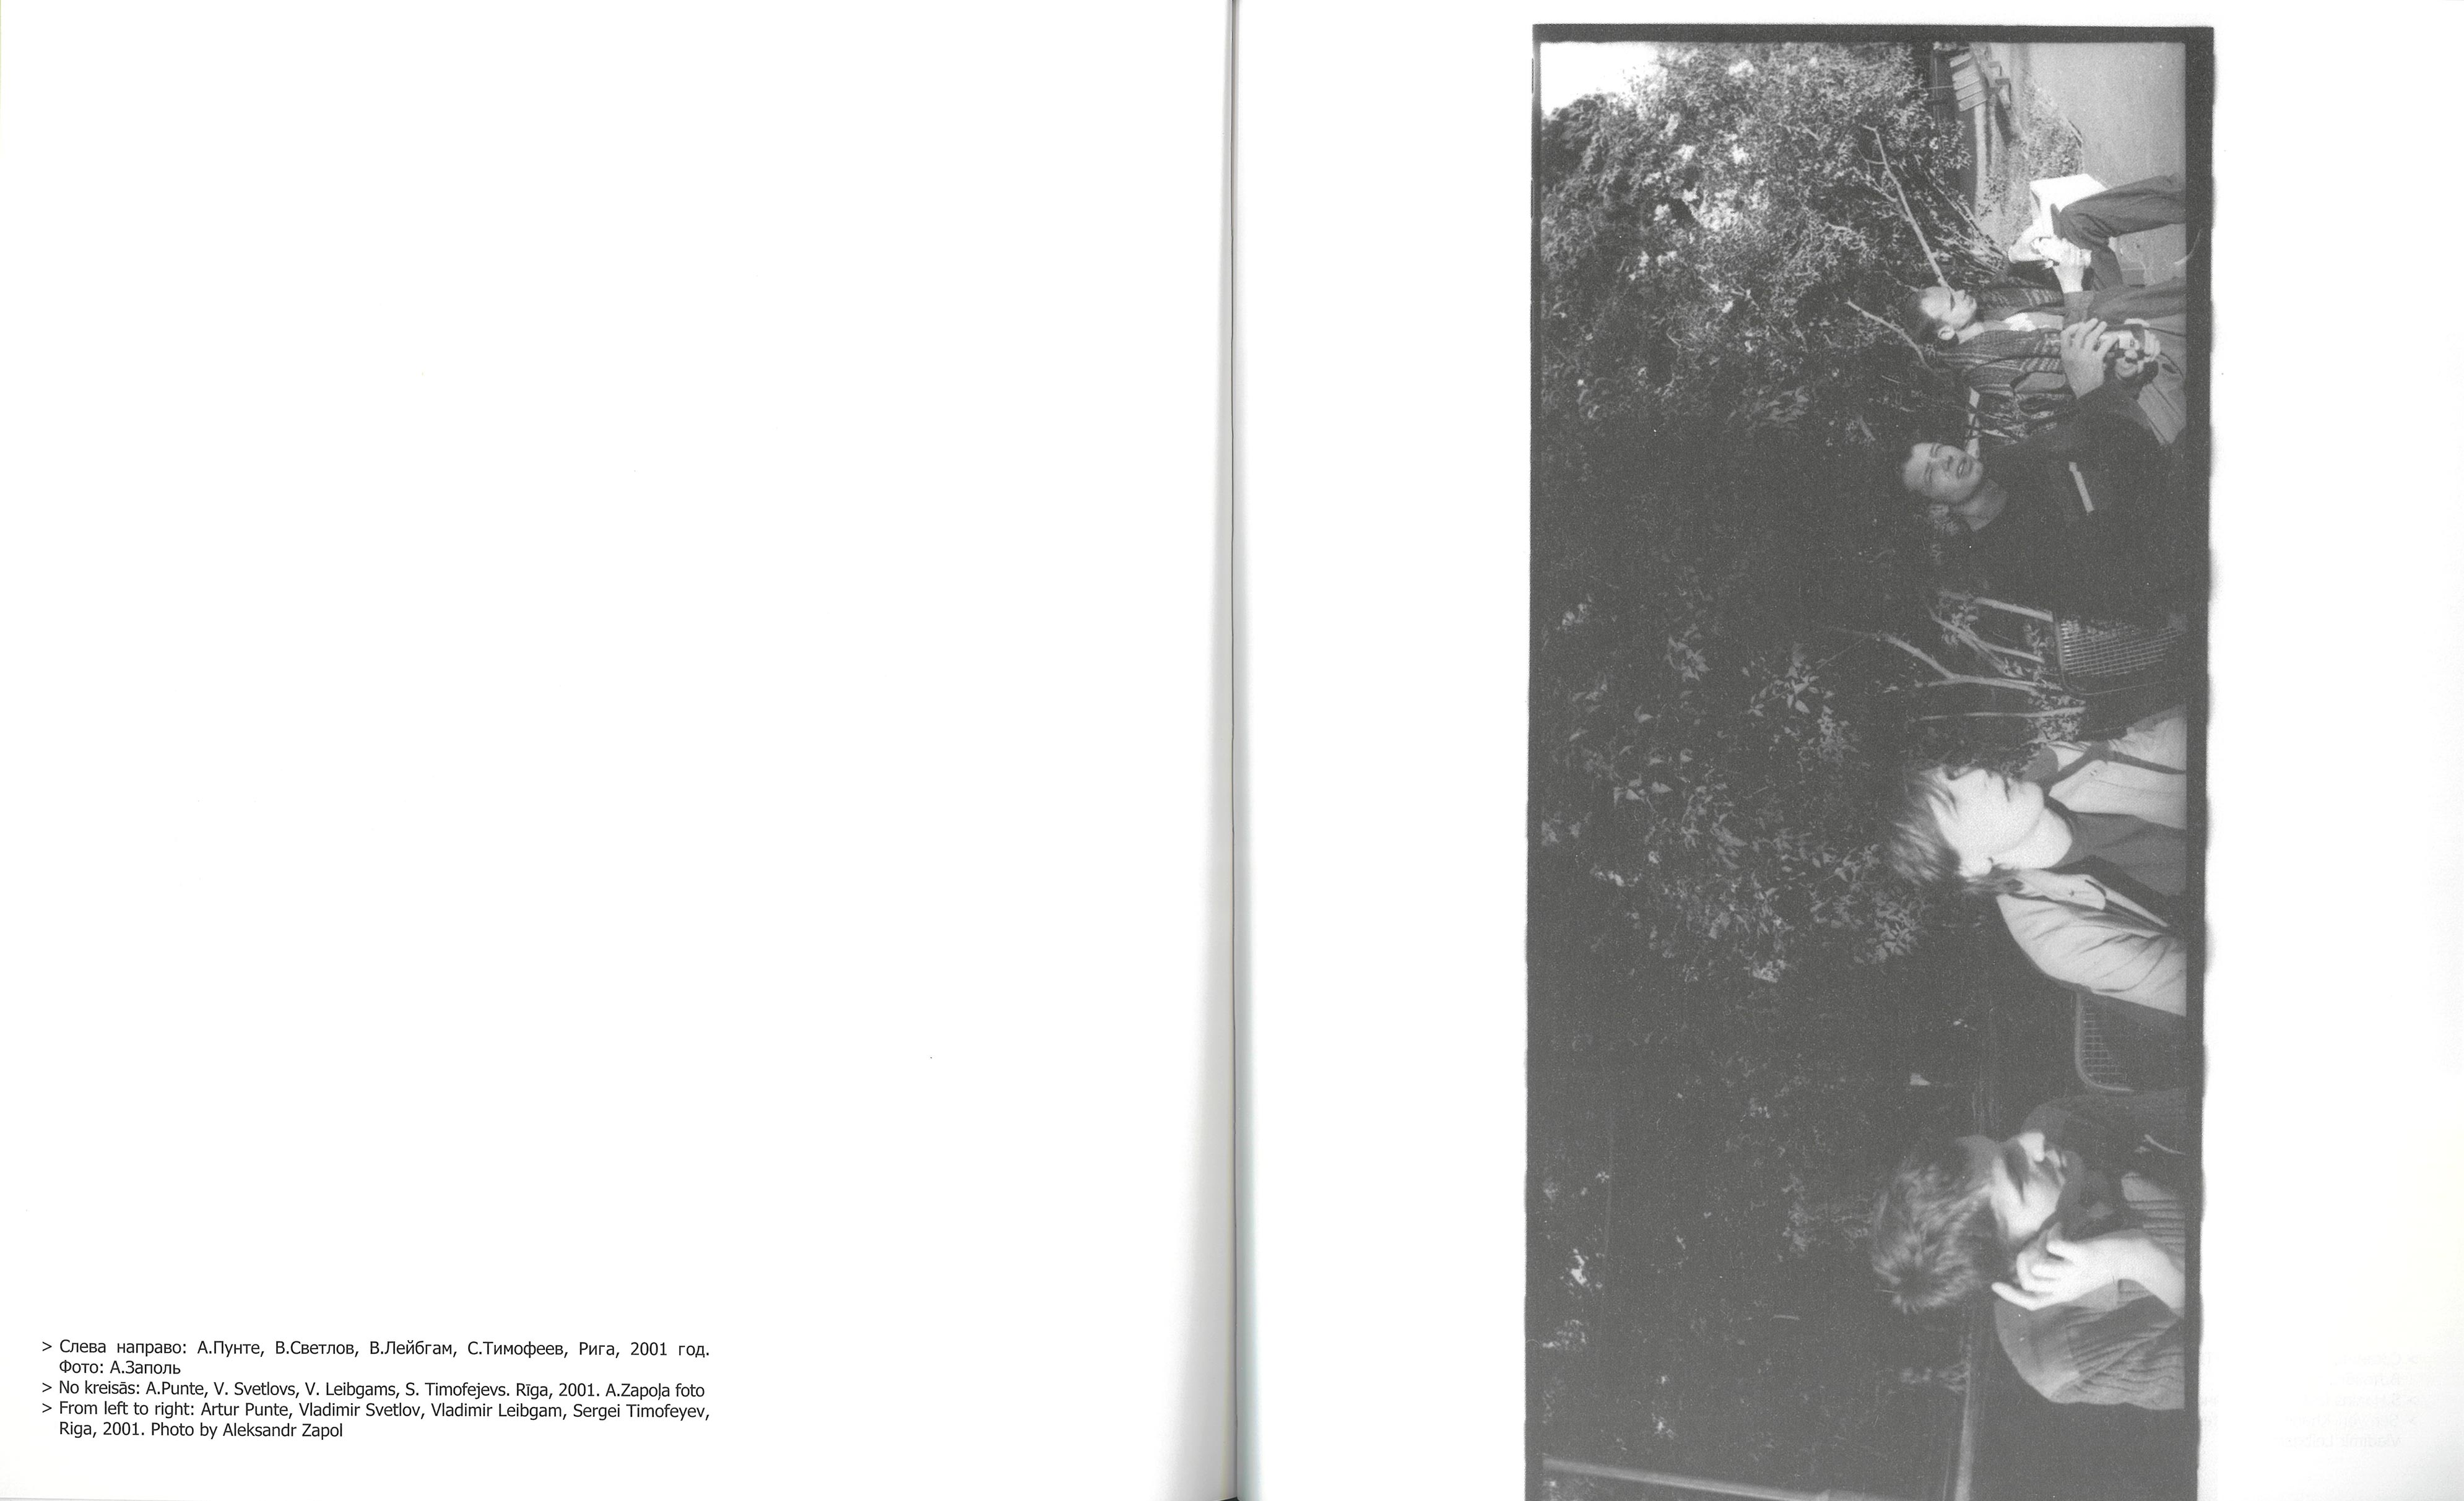 > Слева направо: А.Пунте, В.Светлов, В.Лейбгам, С.Тимофеев, Рига, 2001 год.
Фото: А.Заполь
> No kreisās: A.Punte, V. Svetlovs, V. Leibgams, S. Timofejevs. Rīga, 2001. A.Zapoļa foto
> From left to right: Artur Punte, Vladimir Svetlov, Vladimir Leibgam, Sergei Timofeyev,
Riga, 2001. Photo by Aleksandr Zapol